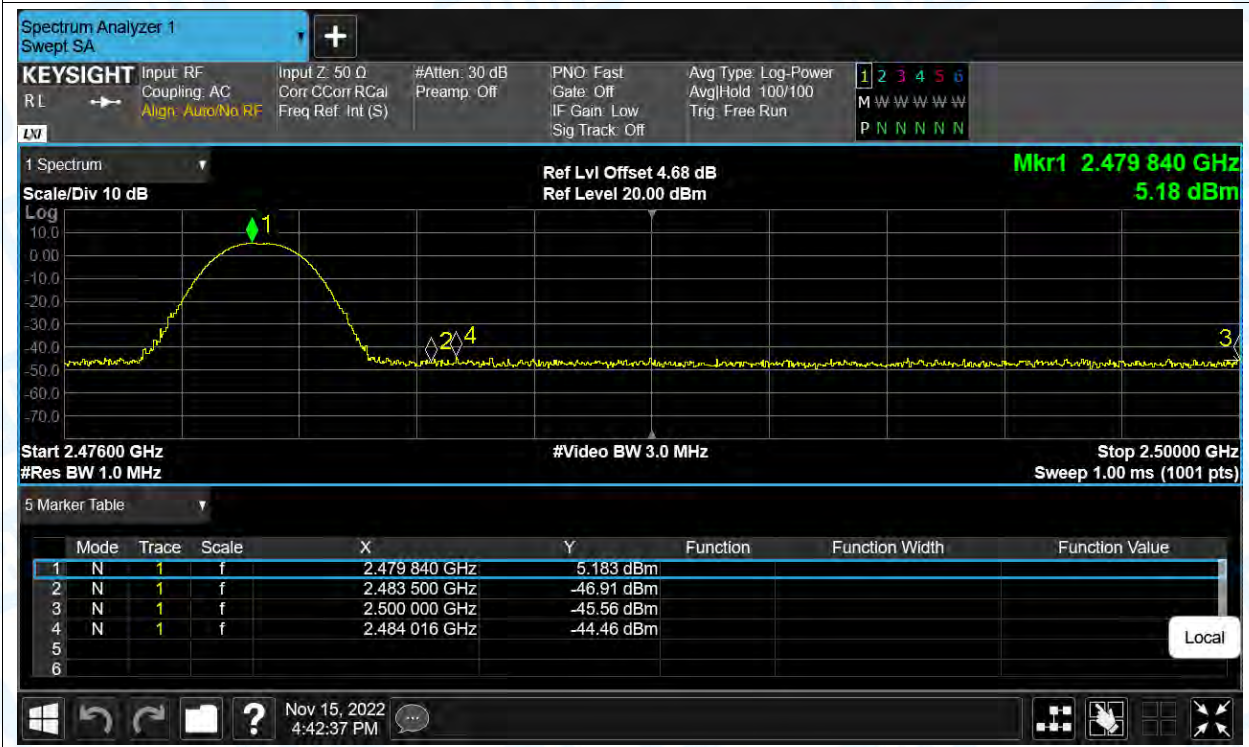 Spectrum Analyzer 1
Swept SA
+
KEYSIGHT Input: RF Input Z: 50 Ω #Atten: 30 dB PNO: Fast Avg Type: Log-Power 1 2 3 4 5 6
RL Coupling: AC Corr CCorr RCal Preamp: Off Gate: Off Avg|Hold: 100/100 M W W W W W
Align: Auto/No RF Freq Ref: Int (S) IF Gain: Low Trig: Free Run
LXI Sig Track: Off P N N N N N
1 Spectrum Ref Lvl Offset 4.68 dB Mkr1 2.479 840 GHz
Scale/Div 10 dB Ref Level 20.00 dBm 5.18 dBm
Log
1
10.0
0.00
-10.0
-20.0
-30.0
2 4 3
-40.0
-50.0
-60.0
-70.0
Start 2.47600 GHz #Video BW 3.0 MHz Stop 2.50000 GHz
#Res BW 1.0 MHz Sweep 1.00 ms (1001 pts)
5 Marker Table
Mode Trace Scale X Y Function Function Width Function Value
1 N 1 f 2.479 840 GHz 5.183 dBm
2 N 1 f 2.483 500 GHz -46.91 dBm
3 N 1 f 2.500 000 GHz -45.56 dBm
4 N 1 f 2.484 016 GHz -44.46 dBm
Local
5
6
? Nov 15, 2022
4:42:37 PM